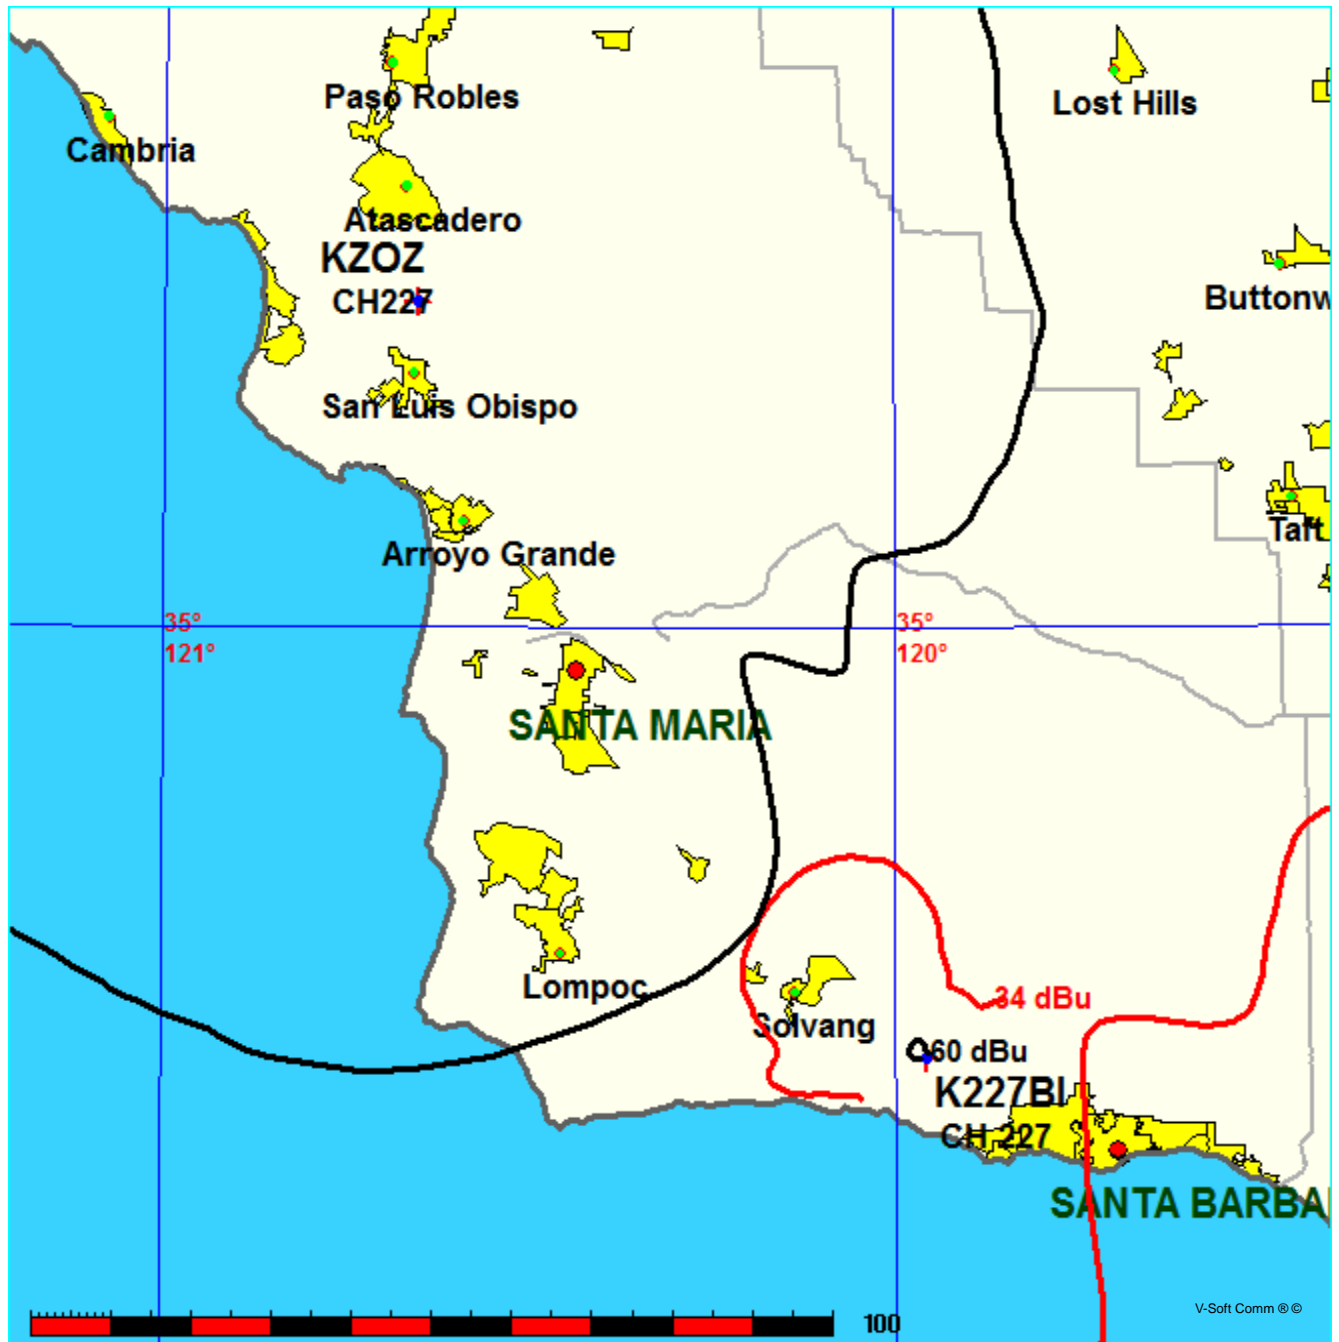 Paso Robles
Lost Hills
Cambria
Atascadero
KZOZ
CH227
Buttonw
San Luis Obispo
Taft
Arroyo Grande
35°
121°
35°
120°
SANTA MARIA
Lompoc
34 dBu
Solvang
60 dBu
K227BI
CH 227
SANTA BARBA
V-Soft Comm ® ©
100